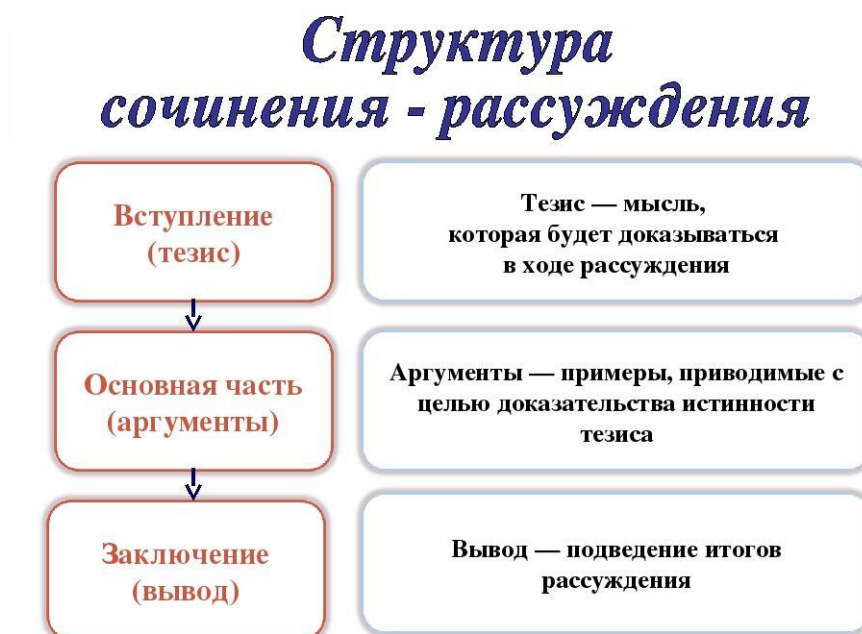 Структура
сочинения - рассуждения
Вступление
(тезис)
Тезис — мысль,
которая будет доказываться
в ходе рассуждения
Основная часть
(аргументы)
Аргументы — примеры, приводимые с
целью доказательства истинности
тезиса
Заключение
(вывод)
Вывод — подведение итогов
рассуждения